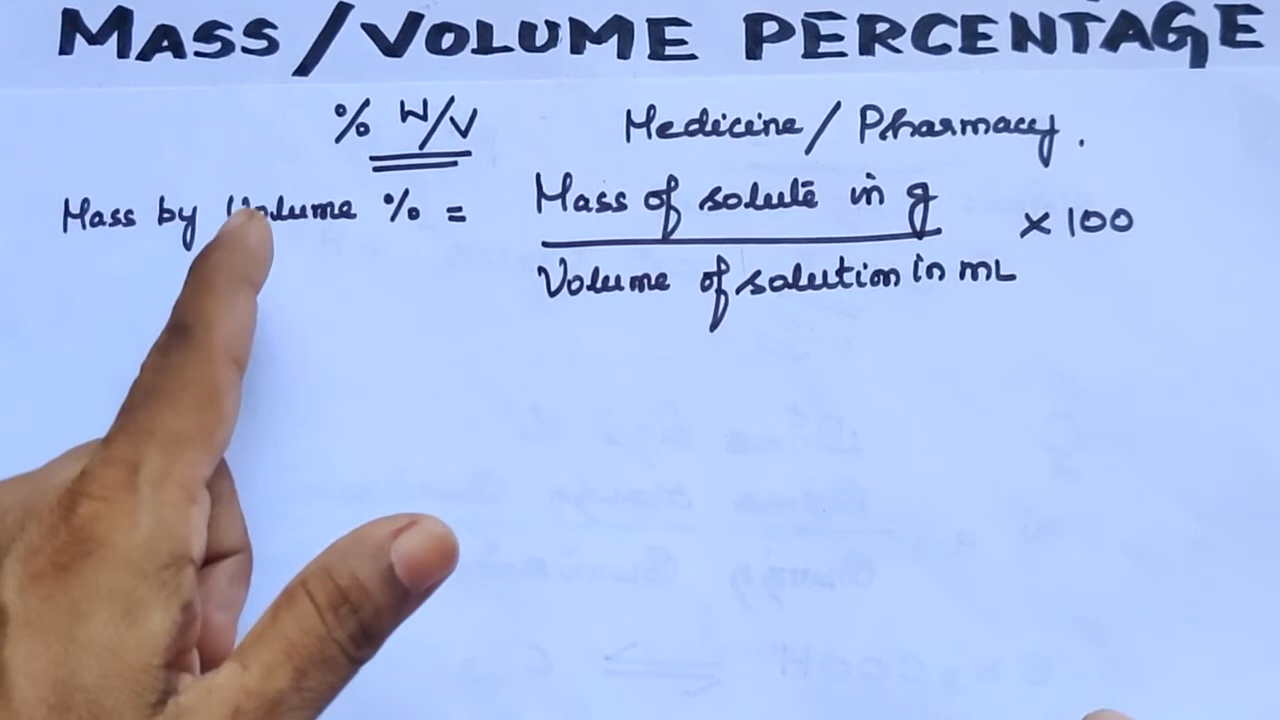 MASS/VOLUME PERCENTAGE
% W/V Medicine/Pharmacy.
Mass by Volume % = Mass of solute in g × 100
Volume of solution in mL